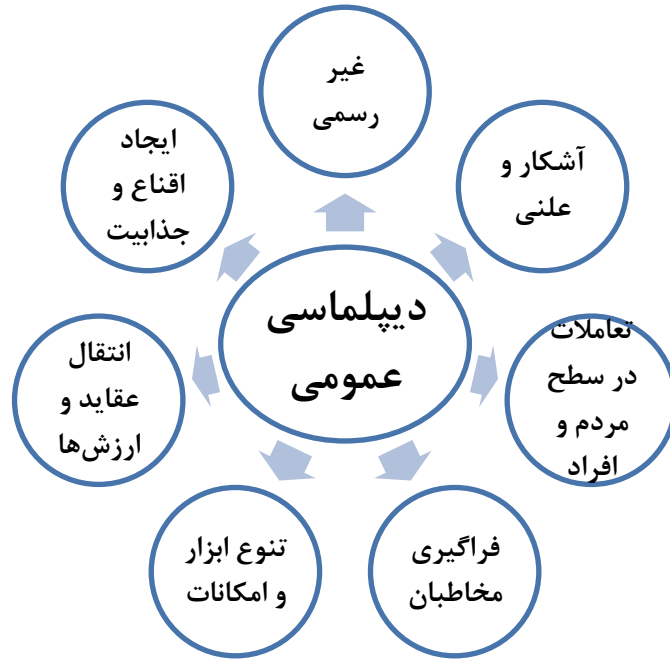 دیپلماسی
عمومی
غیر
رسمی
آشکار و
علنی
تعاملات
در سطح
مردم و
افراد
فراگیری
مخاطبان
تنوع ابزار
و امکانات
انتقال
عقاید و
ارزش‌ها
ایجاد
اقناع و
جذابیت